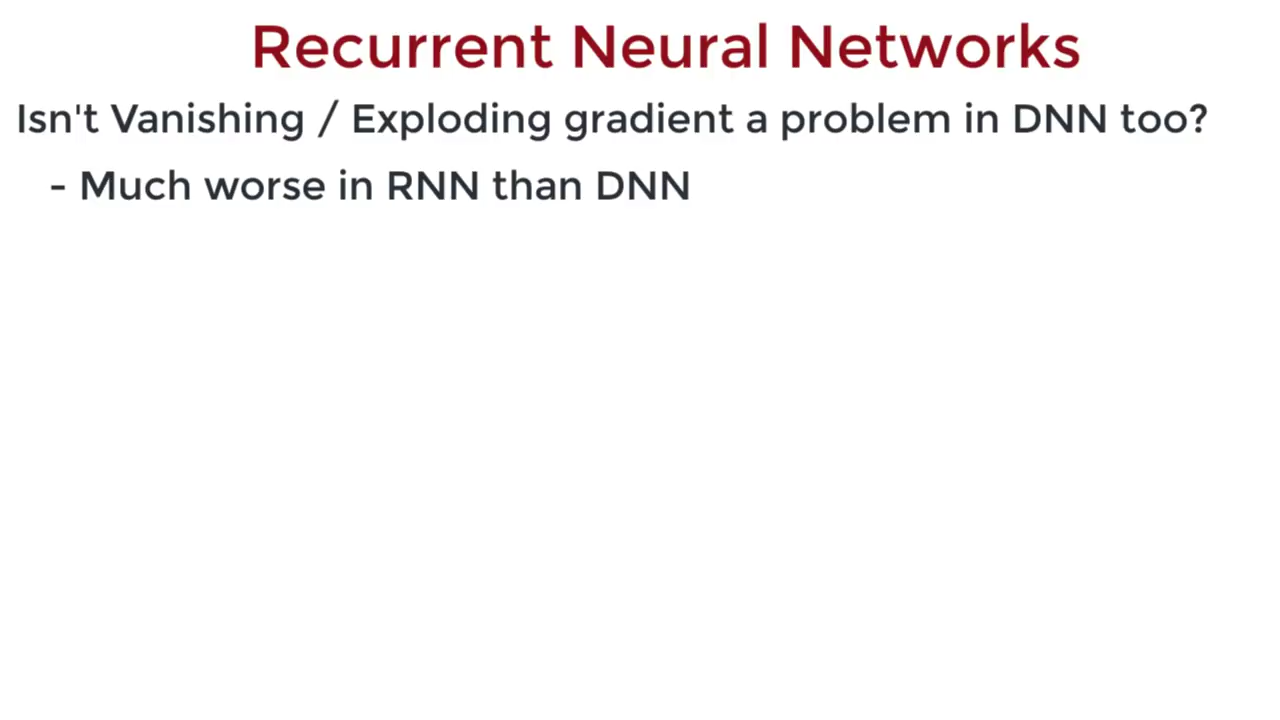 Recurrent Neural Networks
Isn't Vanishing / Exploding gradient a problem in DNN too?
- Much worse in RNN than DNN